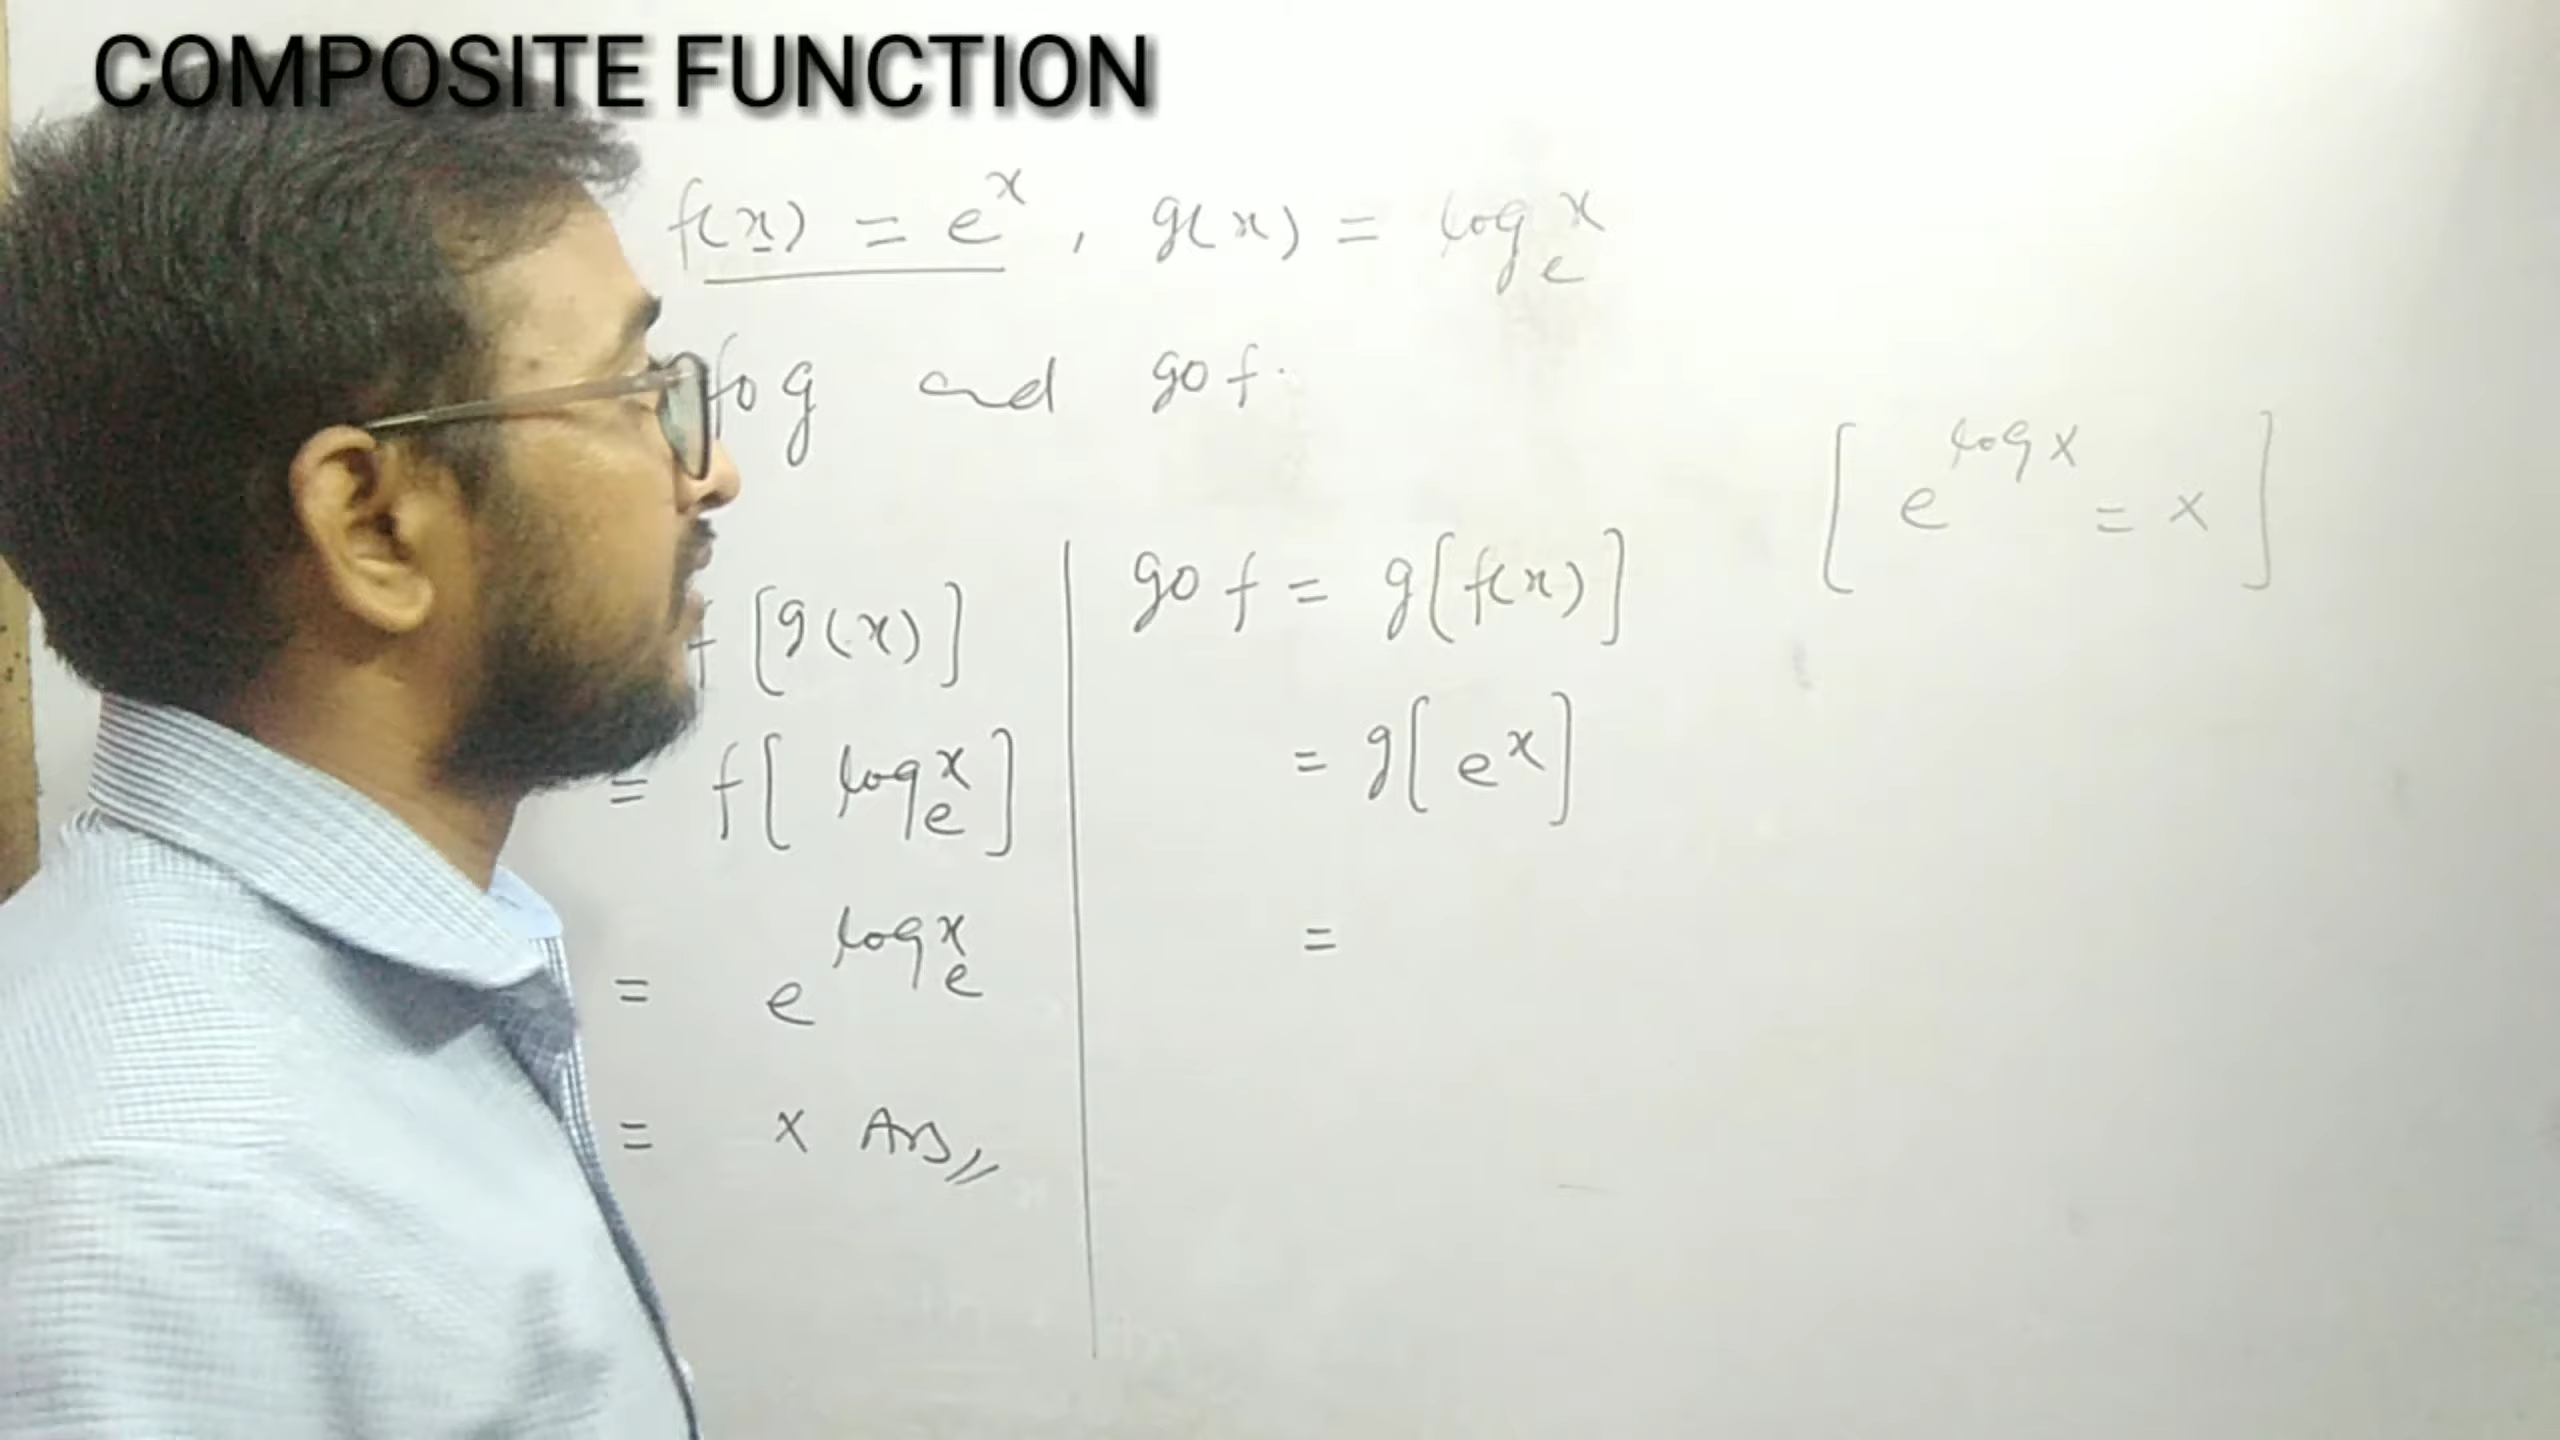 COMPOSITE FUNCTION
f(x) = e^x , g(x) = log_e x
fog and gof.
[ e^log x = x ]
f [g(x)]
= f[ log_e x ]
= e^log_e x
= x Ans
gof = g[f(x)]
= g[ e^x ]
=